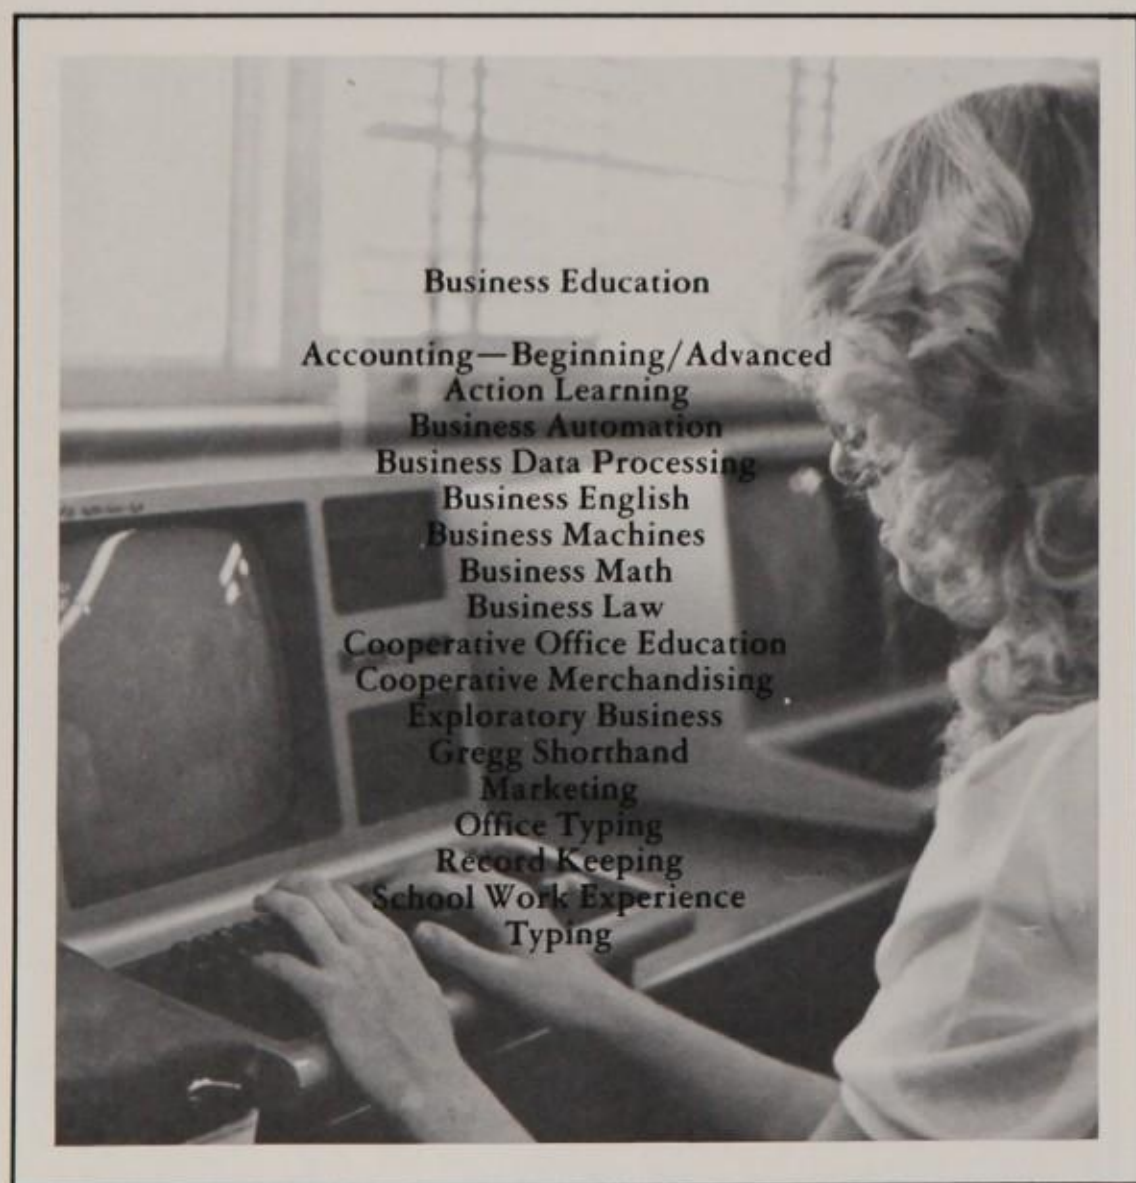 Business Education
Accounting—Beginning/Advanced
Action Learning
Business Automation
Business Data Processing
Business English
Business Machines
Business Math
Business Law
Cooperative Office Education
Cooperative Merchandising
Exploratory Business
Gregg Shorthand
Marketing
Office Typing
Record Keeping
School Work Experience
Typing